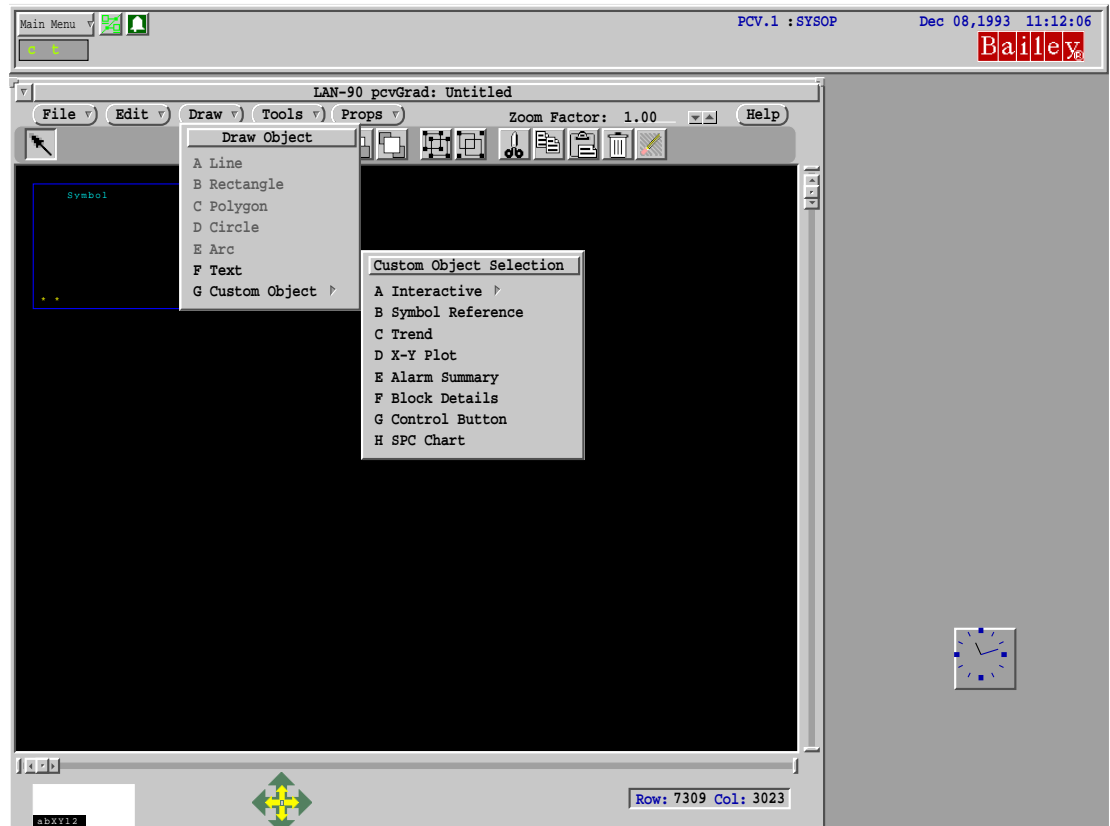 Main Menu
PCV.1 :SYSOP
Dec 08,1993 11:12:06
c t
Bailey®
LAN-90 pcvGrad: Untitled
File Edit Draw Tools Props Zoom Factor: 1.00 Help
Draw Object
A Line
B Rectangle
C Polygon
D Circle
E Arc
F Text
G Custom Object
Symbol
* *
Custom Object Selection
A Interactive
B Symbol Reference
C Trend
D X-Y Plot
E Alarm Summary
F Block Details
G Control Button
H SPC Chart
Row: 7309 Col: 3023
abXY12